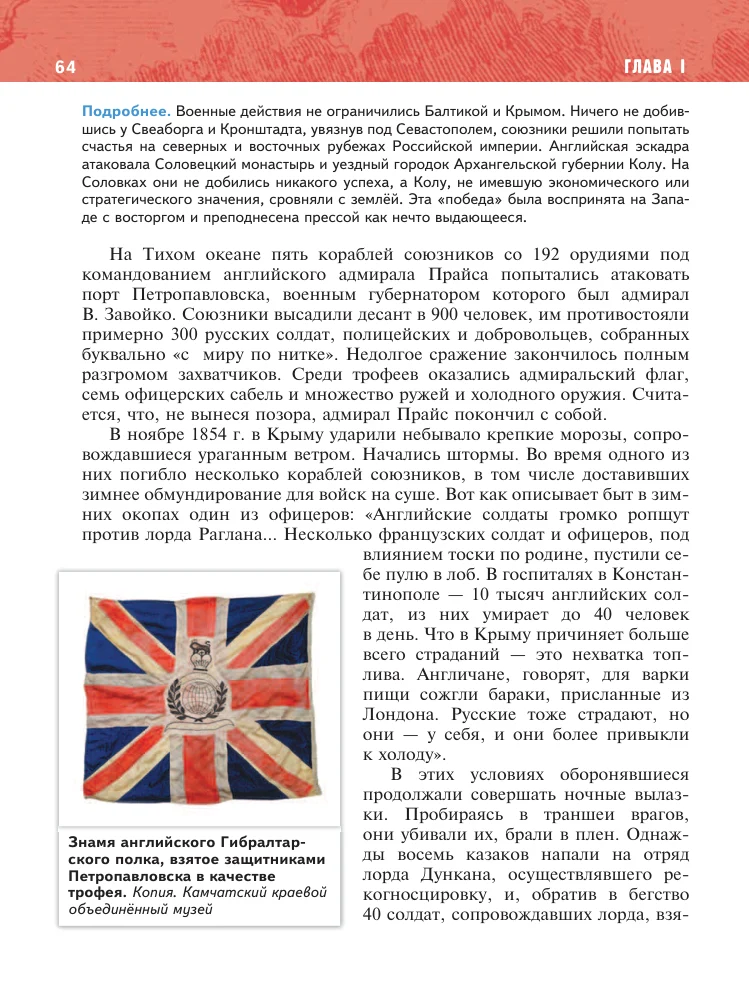 64
ГЛАВА I
Подробнее. Военные действия не ограничились Балтикой и Крымом. Ничего не добив-
шись у Свеаборга и Кронштадта, увязнув под Севастополем, союзники решили попытать
счастья на северных и восточных рубежах Российской империи. Английская эскадра
атаковала Соловецкий монастырь и уездный городок Архангельской губернии Колу. На
Соловках они не добились никакого успеха, а Колу, не имевшую экономического или
стратегического значения, сровняли с землёй. Эта «победа» была воспринята на Запа-
де с восторгом и преподнесена прессой как нечто выдающееся.
На Тихом океане пять кораблей союзников со 192 орудиями под
командованием английского адмирала Прайса попытались атаковать
порт Петропавловска, военным губернатором которого был адмирал
В. Завойко. Союзники высадили десант в 900 человек, им противостояли
примерно 300 русских солдат, полицейских и добровольцев, собранных
буквально «с миру по нитке». Недолгое сражение закончилось полным
разгромом захватчиков. Среди трофеев оказались адмиральский флаг,
семь офицерских сабель и множество ружей и холодного оружия. Счита-
ется, что, не вынеся позора, адмирал Прайс покончил с собой.
В ноябре 1854 г. в Крыму ударили небывало крепкие морозы, сопро-
вождавшиеся ураганным ветром. Начались штормы. Во время одного из
них погибло несколько кораблей союзников, в том числе доставивших
зимнее обмундирование для войск на суше. Вот как описывает быт в зим-
них окопах один из офицеров: «Английские солдаты громко ропщут
против лорда Раглана... Несколько французских солдат и офицеров, под
влиянием тоски по родине, пустили се-
бе пулю в лоб. В госпиталях в Констан-
тинополе — 10 тысяч английских сол-
дат, из них умирает до 40 человек
в день. Что в Крыму причиняет больше
всего страданий — это нехватка топ-
лива. Англичане, говорят, для варки
пищи сожгли бараки, присланные из
Лондона. Русские тоже страдают, но
они — у себя, и они более привыкли
к холоду».
В этих условиях оборонявшиеся
продолжали совершать ночные вылаз-
ки. Пробираясь в траншеи врагов,
они убивали их, брали в плен. Однаж-
ды восемь казаков напали на отряд
лорда Дункана, осуществлявшего ре-
когносцировку, и, обратив в бегство
40 солдат, сопровождавших лорда, взя-
Знамя английского Гибралтар-
ского полка, взятое защитниками
Петропавловска в качестве
трофея. Копия. Камчатский краевой
объединённый музей